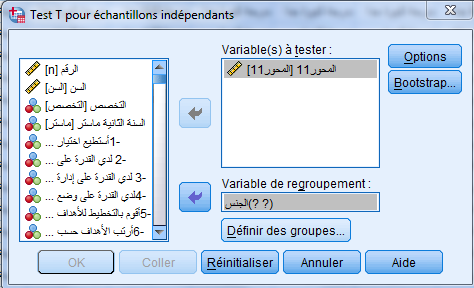 Test T pour échantillons indépendants
الرقم [n]
السن [السن]
التخصص [التخصص]
السنة الثانية ماستر [ماستر]
1-أستطيع اختيار ...
2- لدي القدرة على ...
3- لدي القدرة على إدارة ...
4-لدي القدرة على وضع ...
5-أقوم بالتخطيط للأهداف ...
6-أرتب الأهداف حسب ...
Variable(s) à tester :
المحور11 [المحور11]
Variable de regroupement :
الجنس(? ?)
Définir des groupes...
Options
Bootstrap...
OK
Coller
Réinitialiser
Annuler
Aide